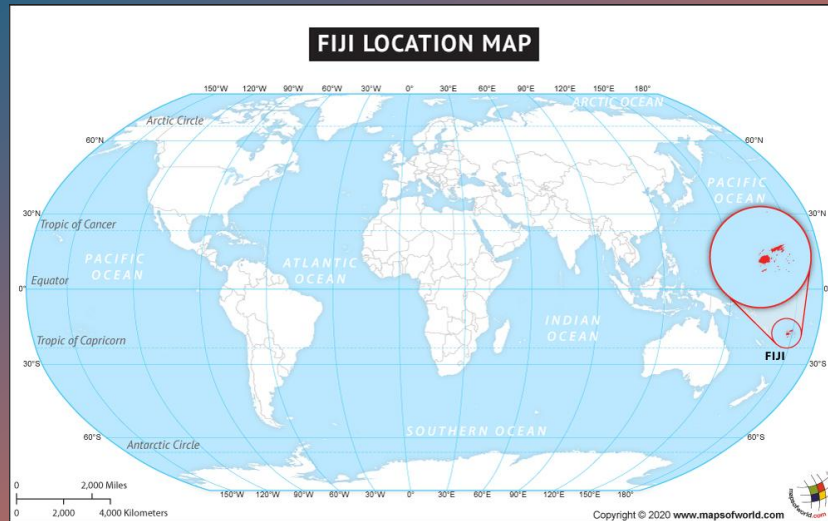 FIJI LOCATION MAP
150°W 120°W 90°W 60°W 30°W 0° 30°E 60°E 90°E 120°E 150°E 180°
ARCTIC OCEAN
Arctic Circle
60°N 60°N
PACIFIC
OCEAN
30°N 30°N
Tropic of Cancer
PACIFIC
OCEAN
ATLANTIC
OCEAN
Equator
0° 0°
INDIAN
OCEAN
Tropic of Capricorn
FIJI
30°S 30°S
SOUTHERN OCEAN
60°S 60°S
Antarctic Circle
150°W 120°W 90°W 60°W 30°W 0° 30°E 60°E 90°E 120°E 150°E 180°
0 2,000 Miles
0 2,000 4,000 Kilometers
Copyright © 2020 www.mapsofworld.com
mapsofworld.com